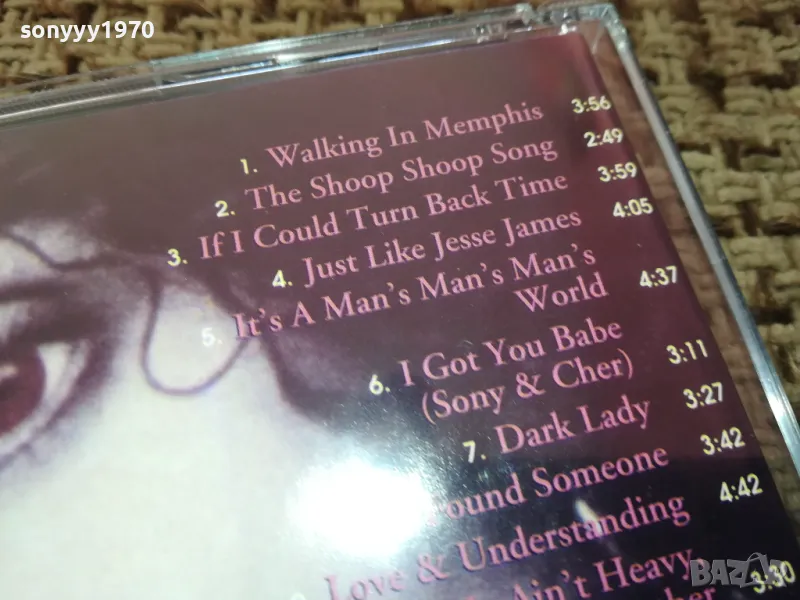 sonyyy1970
1. Walking In Memphis 3:56
2. The Shoop Shoop Song 2:49
3. If I Could Turn Back Time 3:59
4. Just Like Jesse James 4:05
5. It's A Man's Man's Man's
World 4:37
6. I Got You Babe
(Sony & Cher) 3:11
7. Dark Lady 3:27
Someone 3:42
Love & Understanding 4:42
Ain't Heavy, 3:30
BAZAR